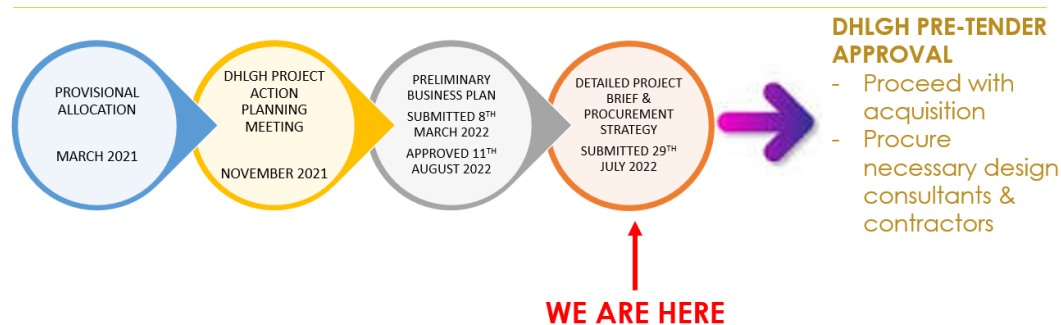 PROVISIONAL
ALLOCATION
MARCH 2021
DHLGH PROJECT
ACTION
PLANNING
MEETING
NOVEMBER 2021
PRELIMINARY
BUSINESS PLAN
SUBMITTED 8TH
MARCH 2022
APPROVED 11TH
AUGUST 2022
DETAILED PROJECT
BRIEF &
PROCUREMENT
STRATEGY
SUBMITTED 29TH
JULY 2022
DHLGH PRE-TENDER
APPROVAL
- Proceed with
acquisition
- Procure
necessary design
consultants &
contractors
WE ARE HERE